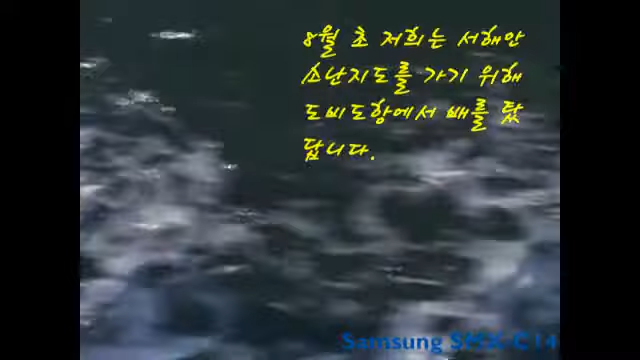 8월 초 저희는 서해안
소난지도를 가기 위해
도비도항에서 배를 탔
답니다.
Samsung SMX-C14